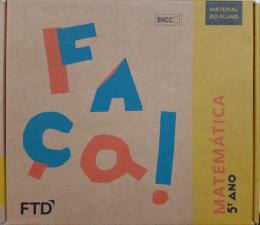 MATERIAL
DO ALUNO
BNCC
FAÇA!
MATEMÁTICA
5º ANO
FTD